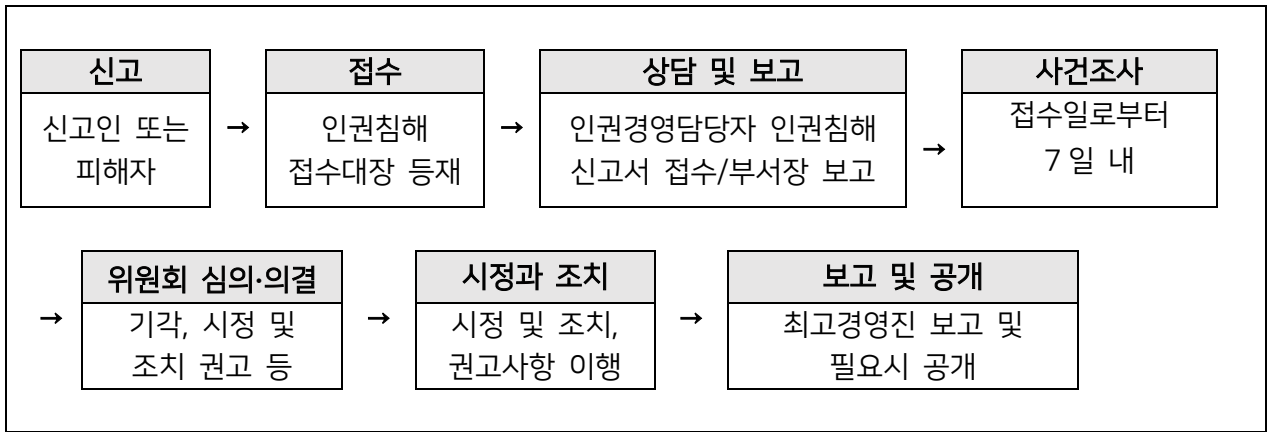 신고
신고인 또는
피해자
→
접수
인권침해
접수대장 등재
→
상담 및 보고
인권경영담당자 인권침해
신고서 접수/부서장 보고
→
사건조사
접수일로부터
7일 내
→
위원회 심의·의결
기각, 시정 및
조치 권고 등
→
시정과 조치
시정 및 조치,
권고사항 이행
→
보고 및 공개
최고경영진 보고 및
필요시 공개